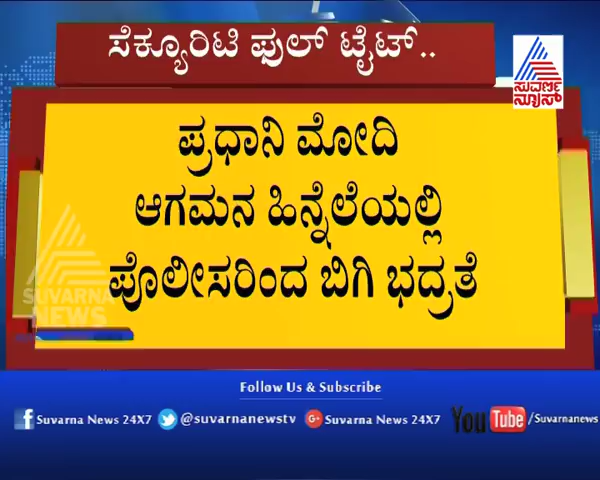 ಸೆಕ್ಯೂರಿಟಿ ಫುಲ್ ಟೈಟ್..
ಸುವರ್ಣ
ನ್ಯೂಸ್
ಪ್ರಧಾನಿ ಮೋದಿ
ಆಗಮನ ಹಿನ್ನೆಲೆಯಲ್ಲಿ
ಪೊಲೀಸರಿಂದ ಬಿಗಿ ಭದ್ರತೆ
SUVARNA
NEWS
Follow Us & Subscribe
Suvarna News 24X7 @suvarnanewstv Suvarna News 24X7 YouTube /Suvarnanews